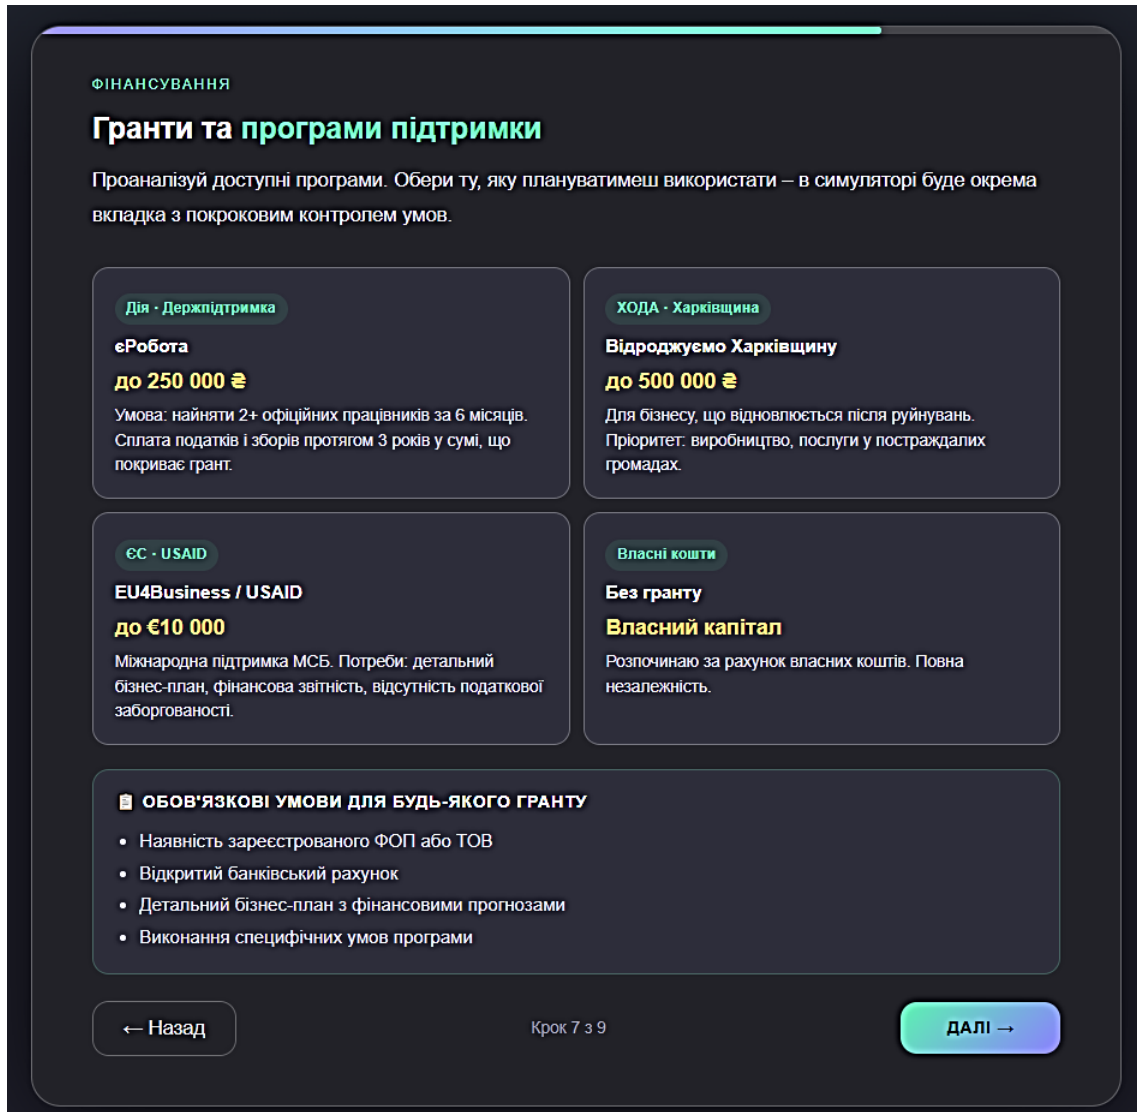 ФІНАНСУВАННЯ
Гранти та програми підтримки
Проаналізуй доступні програми. Обери ту, яку плануватимеш використати – в симуляторі буде окрема
вкладка з покроковим контролем умов.
Дія · Держпідтримка
єРобота
до 250 000 ₴
Умова: найняти 2+ офіційних працівників за 6 місяців.
Сплата податків і зборів протягом 3 років у сумі, що
покриває грант.
ХОДА · Харківщина
Відроджуємо Харківщину
до 500 000 ₴
Для бізнесу, що відновлюється після руйнувань.
Пріоритет: виробництво, послуги у постраждалих
громадах.
ЄС · USAID
EU4Business / USAID
до €10 000
Міжнародна підтримка МСБ. Потреби: детальний
бізнес-план, фінансова звітність, відсутність податкової
заборгованості.
Власні кошти
Без гранту
Власний капітал
Розпочинаю за рахунок власних коштів. Повна
незалежність.
📋 ОБОВ'ЯЗКОВІ УМОВИ ДЛЯ БУДЬ-ЯКОГО ГРАНТУ
• Наявність зареєстрованого ФОП або ТОВ
• Відкритий банківський рахунок
• Детальний бізнес-план з фінансовими прогнозами
• Виконання специфічних умов програми
← Назад
Крок 7 з 9
ДАЛІ →